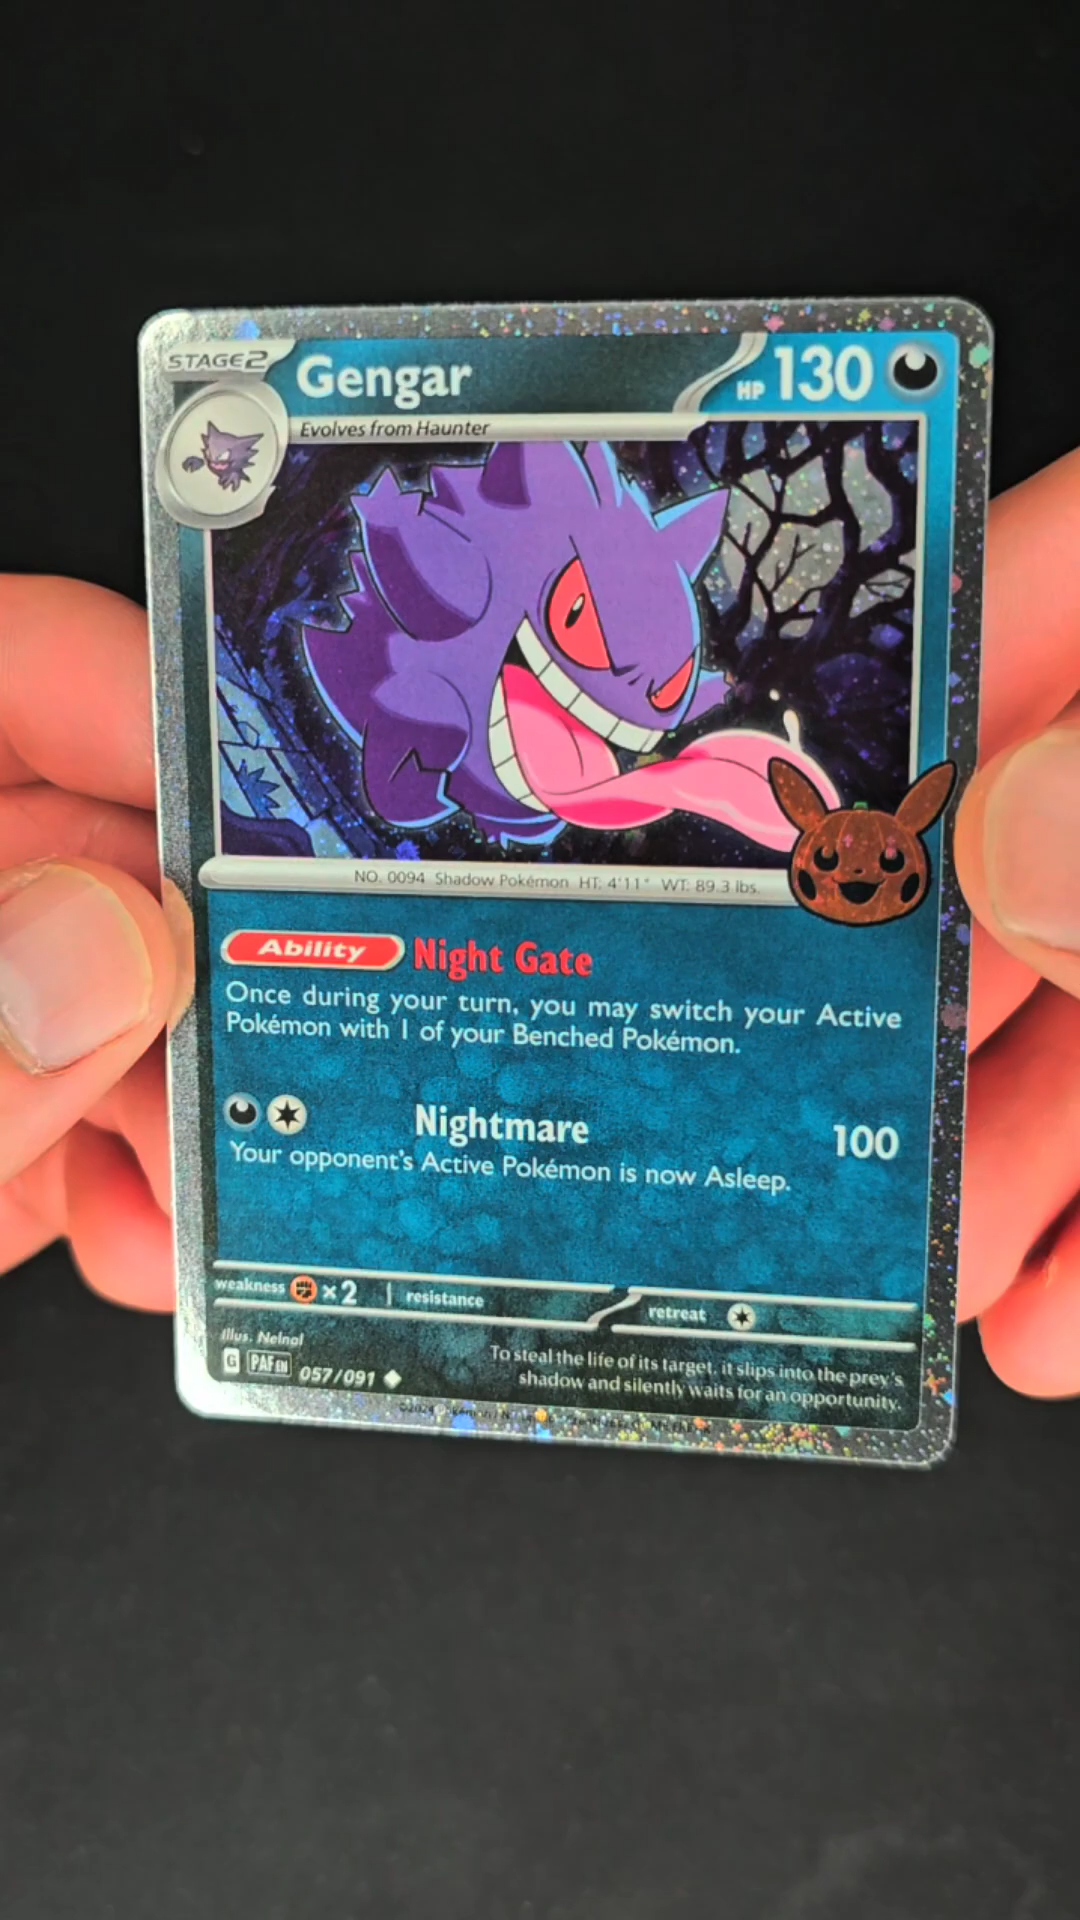 STAGE2
Gengar
HP 130
Evolves from Haunter
NO. 0094 Shadow Pokémon HT: 4'11" WT: 89.3 lbs.
Ability Night Gate
Once during your turn, you may switch your Active
Pokémon with 1 of your Benched Pokémon.
Nightmare 100
Your opponent's Active Pokémon is now Asleep.
weakness ×2 resistance retreat
Illus. Nelnal
G PAF EN 057/091
To steal the life of its target, it slips into the prey's
shadow and silently waits for an opportunity.
©2024 Pokémon